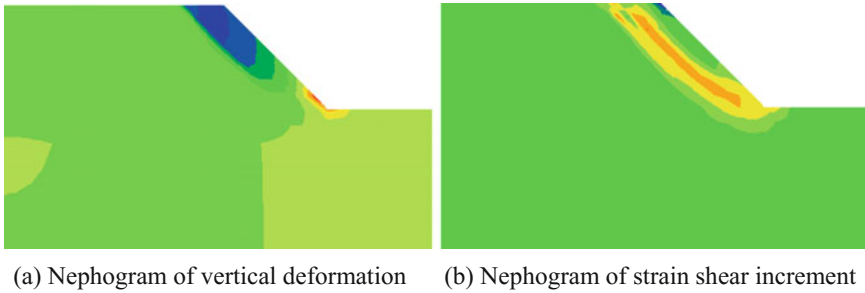 (a) Nephogram of vertical deformation
(b) Nephogram of strain shear increment